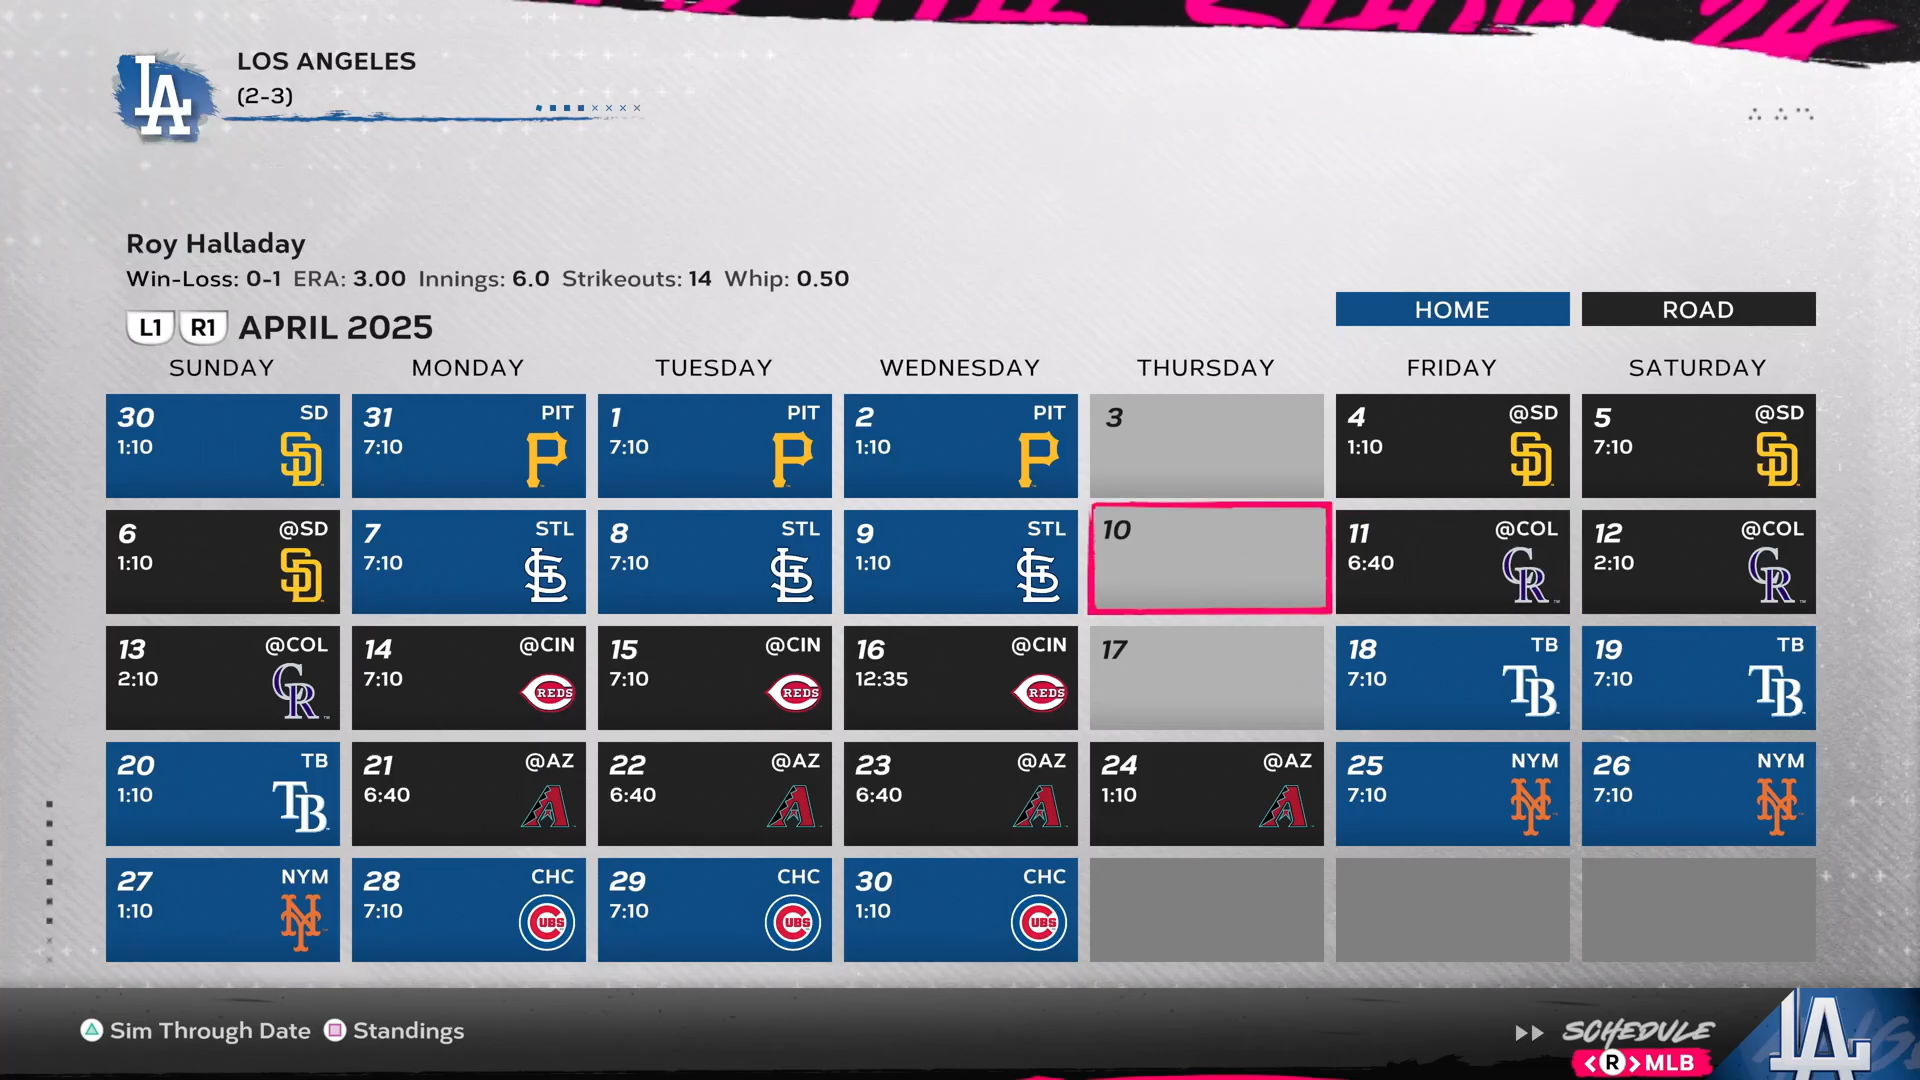 THE SHOW 24
LOS ANGELES
(2-3)
Roy Halladay
Win-Loss: 0-1 ERA: 3.00 Innings: 6.0 Strikeouts: 14 Whip: 0.50
L1 R1 APRIL 2025
HOME ROAD
SUNDAY MONDAY TUESDAY WEDNESDAY THURSDAY FRIDAY SATURDAY
30 SD 31 PIT 1 PIT 2 PIT 3 4 @SD 5 @SD
1:10 7:10 7:10 1:10 1:10 7:10
6 @SD 7 STL 8 STL 9 STL 10 11 @COL 12 @COL
1:10 7:10 7:10 1:10 6:40 2:10
13 @COL 14 @CIN 15 @CIN 16 @CIN 17 18 TB 19 TB
2:10 7:10 7:10 12:35 7:10 7:10
REDS REDS REDS
20 TB 21 @AZ 22 @AZ 23 @AZ 24 @AZ 25 NYM 26 NYM
1:10 6:40 6:40 6:40 1:10 7:10 7:10
27 NYM 28 CHC 29 CHC 30 CHC
1:10 7:10 7:10 1:10
CUBS CUBS CUBS
Sim Through Date Standings
SCHEDULE
R MLB